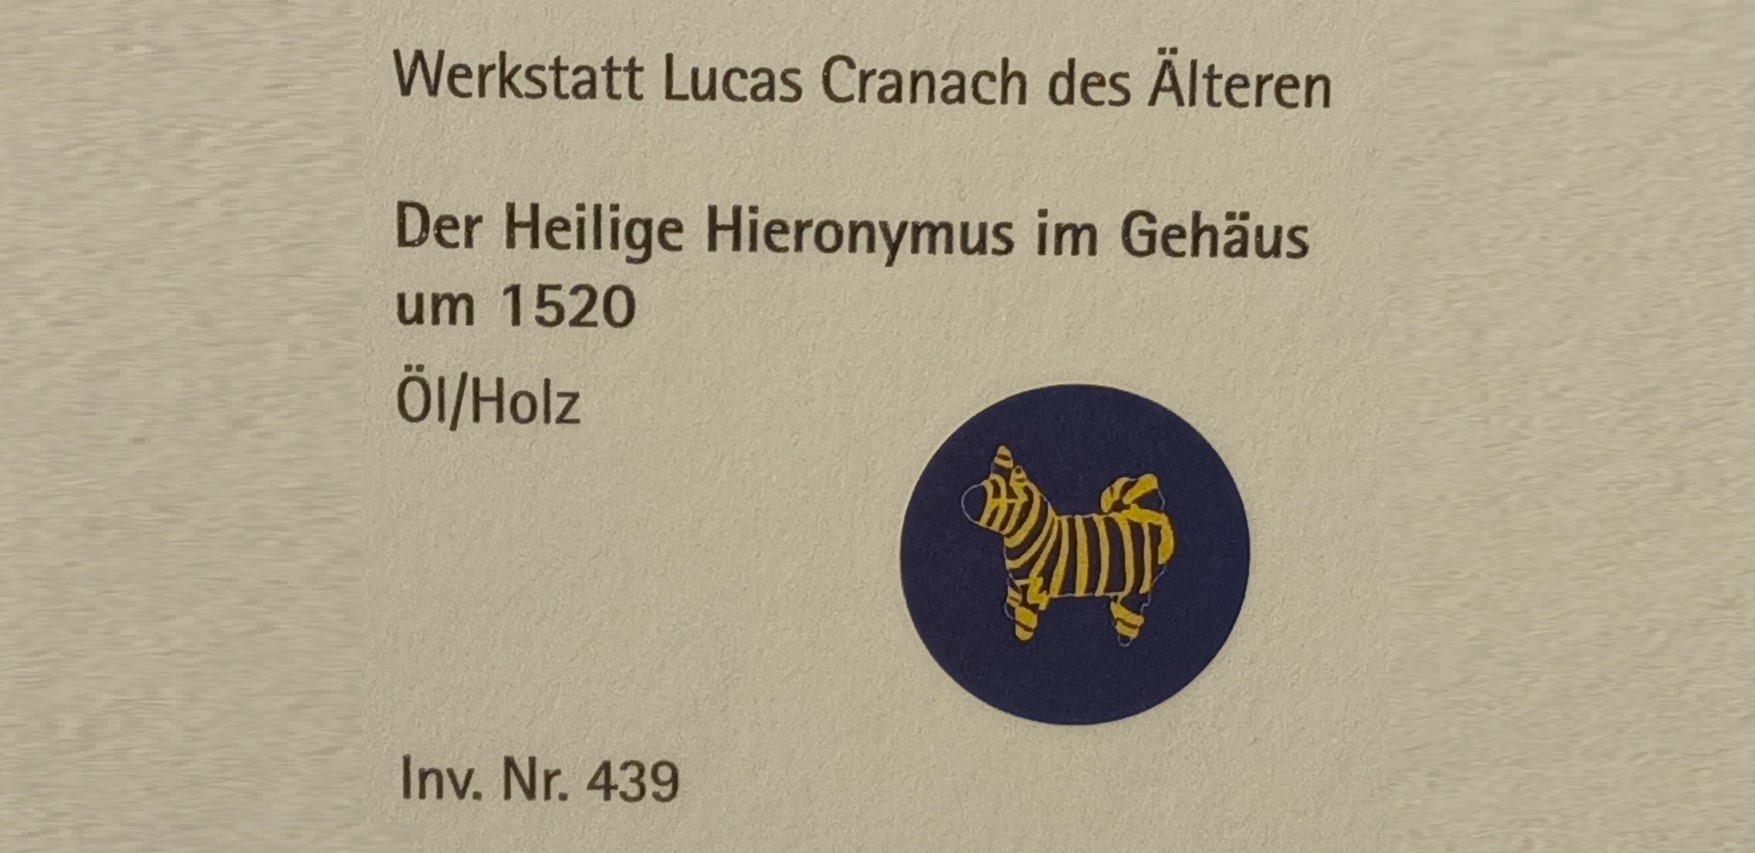 Werkstatt Lucas Cranach des Älteren
Der Heilige Hieronymus im Gehäus
um 1520
Öl/Holz
Inv. Nr. 439